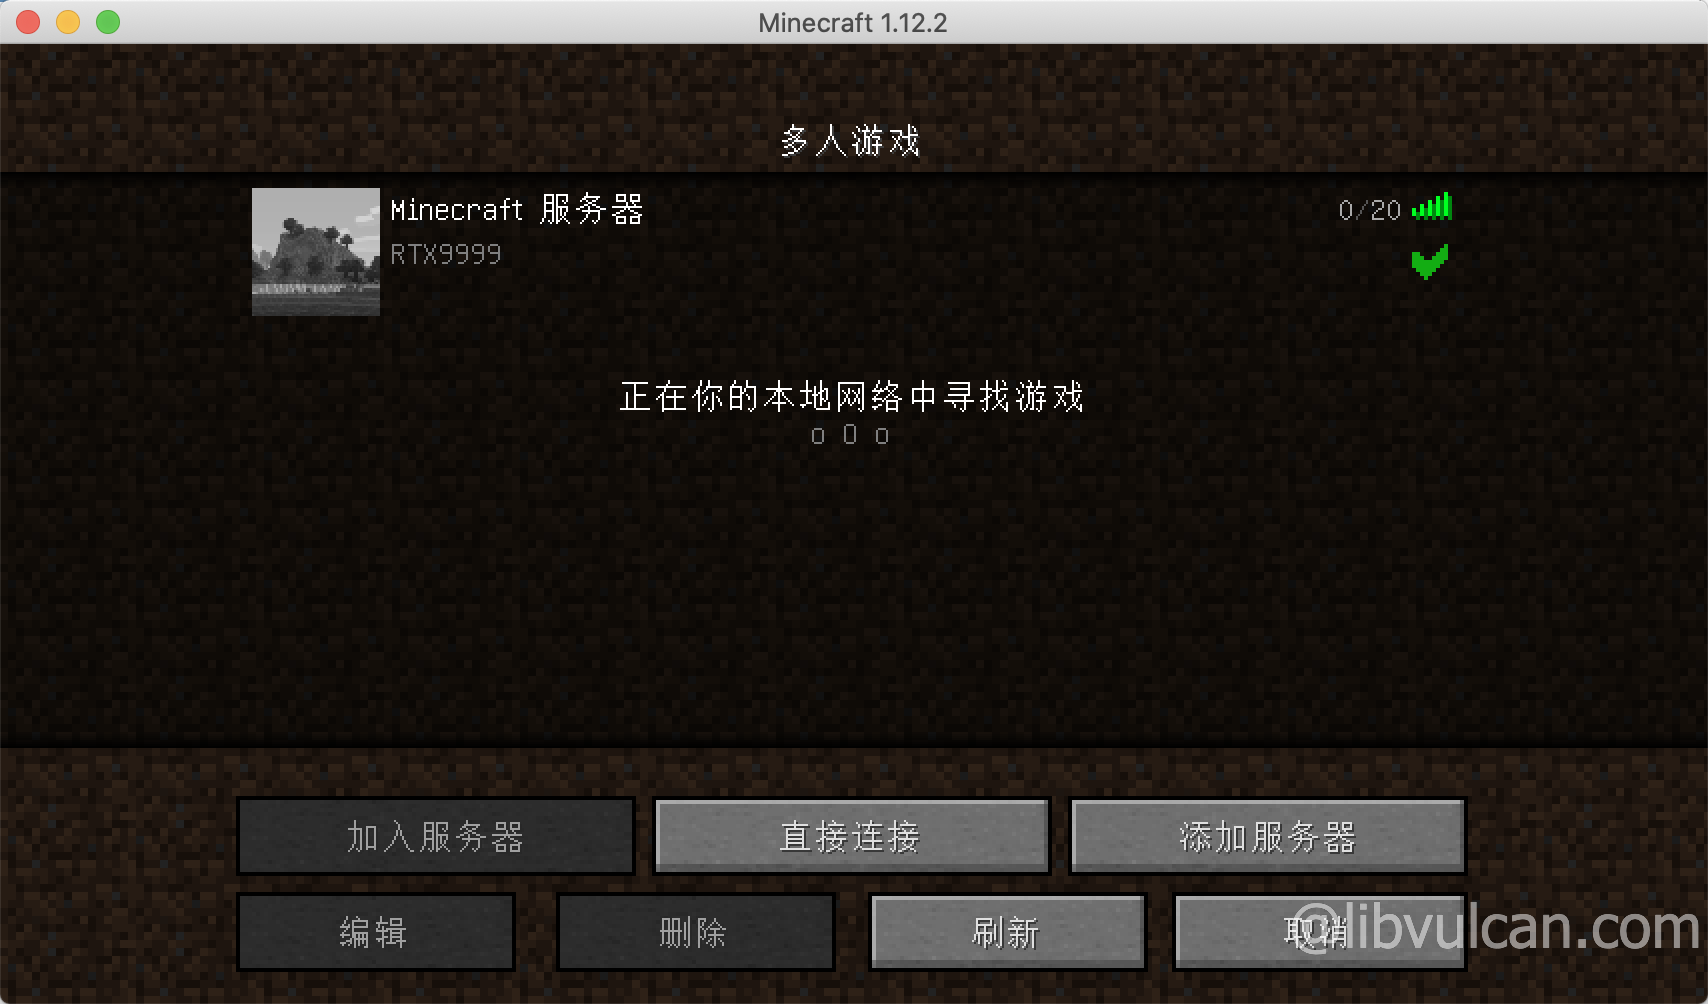 Minecraft 1.12.2
多人游戏
Minecraft 服务器 0/20
RTX9999
正在你的本地网络中寻找游戏
o O o
加入服务器 直接连接 添加服务器
编辑 删除 刷新 取消
@libvulcan.com